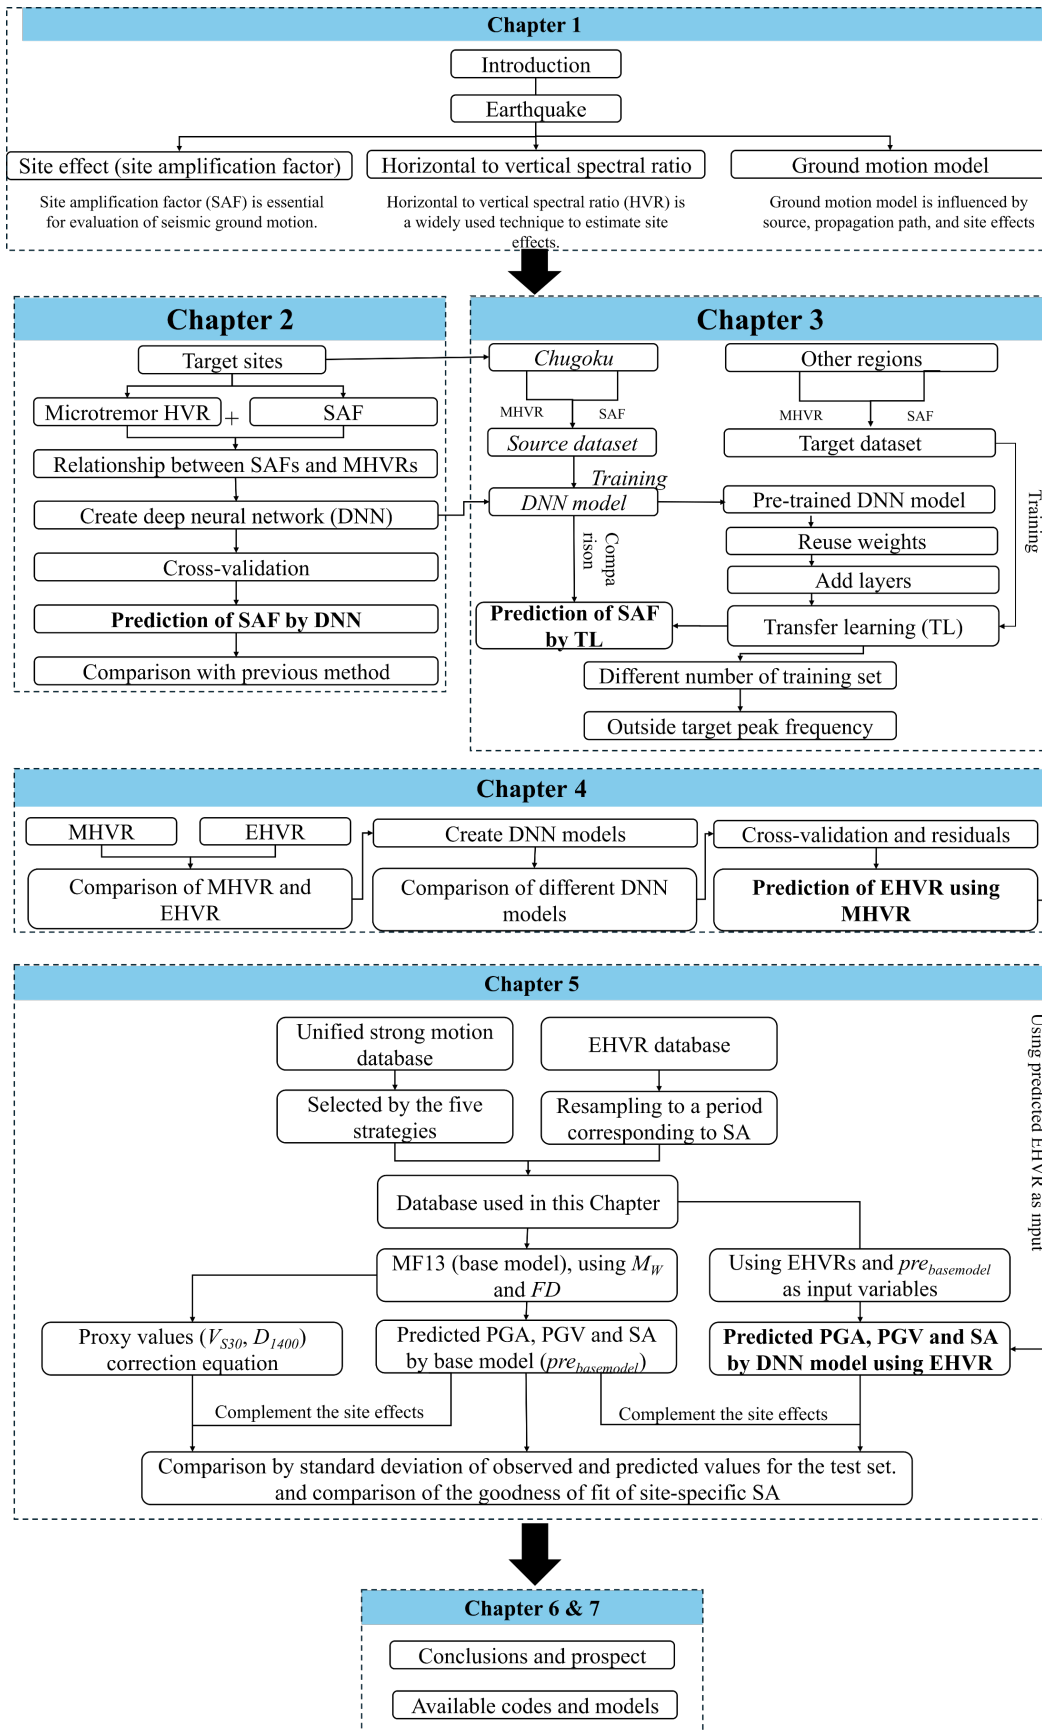 Chapter 1
Introduction
Earthquake
Site effect (site amplification factor)
Horizontal to vertical spectral ratio
Ground motion model
Site amplification factor (SAF) is essential
for evaluation of seismic ground motion.
Horizontal to vertical spectral ratio (HVR) is
a widely used technique to estimate site
effects.
Ground motion model is influenced by
source, propagation path, and site effects
Chapter 2
Target sites
Microtremor HVR
+
SAF
Relationship between SAFs and MHVRs
Create deep neural network (DNN)
Cross-validation
Prediction of SAF by DNN
Comparison with previous method
Chapter 3
Chugoku
Other regions
MHVR
SAF
MHVR
SAF
Source dataset
Target dataset
Training
DNN model
Pre-trained DNN model
Training
Reuse weights
Compa
rison
Add layers
Prediction of SAF
by TL
Transfer learning (TL)
Different number of training set
Outside target peak frequency
Chapter 4
MHVR
EHVR
Comparison of MHVR and
EHVR
Create DNN models
Comparison of different DNN
models
Cross-validation and residuals
Prediction of EHVR using
MHVR
Chapter 5
Unified strong motion
database
EHVR database
Using predicted EHVR as input
Selected by the five
strategies
Resampling to a period
corresponding to SA
Database used in this Chapter
MF13 (base model), using M_W
and FD
Using EHVRs and pre_basemodel
as input variables
Proxy values (V_S30, D_1400)
correction equation
Predicted PGA, PGV and SA
by base model (pre_basemodel)
Predicted PGA, PGV and SA
by DNN model using EHVR
Complement the site effects
Complement the site effects
Comparison by standard deviation of observed and predicted values for the test set.
and comparison of the goodness of fit of site-specific SA
Chapter 6 & 7
Conclusions and prospect
Available codes and models